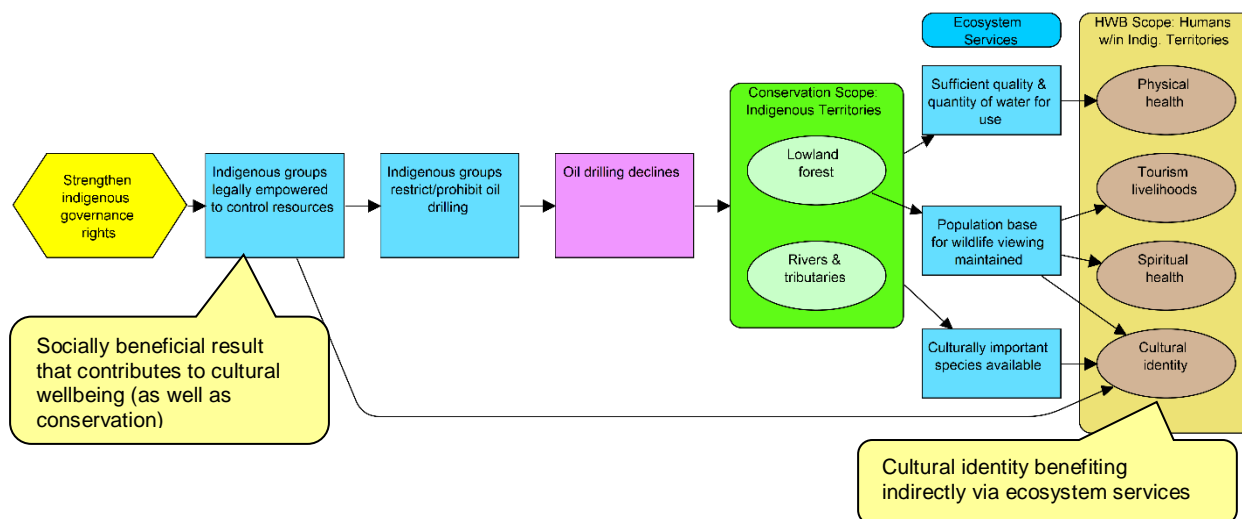 Strengthen
indigenous
governance
rights
Indigenous groups
legally empowered
to control resources
Indigenous groups
restrict/prohibit oil
drilling
Oil drilling declines
Conservation Scope:
Indigenous Territories
Lowland
forest
Rivers &
tributaries
Ecosystem
Services
Sufficient quality &
quantity of water for
use
Population base
for wildlife viewing
maintained
Culturally important
species available
HWB Scope: Humans
w/in Indig. Territories
Physical
health
Tourism
livelihoods
Spiritual
health
Cultural
identity
Socially beneficial result
that contributes to cultural
wellbeing (as well as
conservation)
Cultural identity benefiting
indirectly via ecosystem services